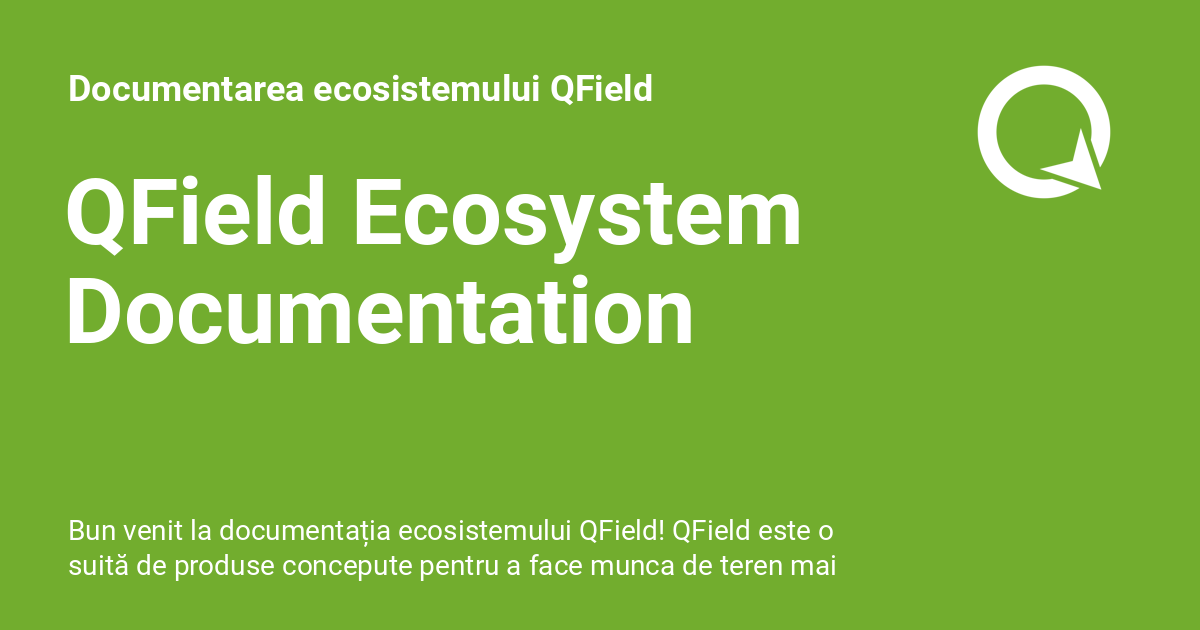 Documentarea ecosistemului QField
QField Ecosystem
Documentation
Bun venit la documentația ecosistemului QField! QField este o
suită de produse concepute pentru a face munca de teren mai